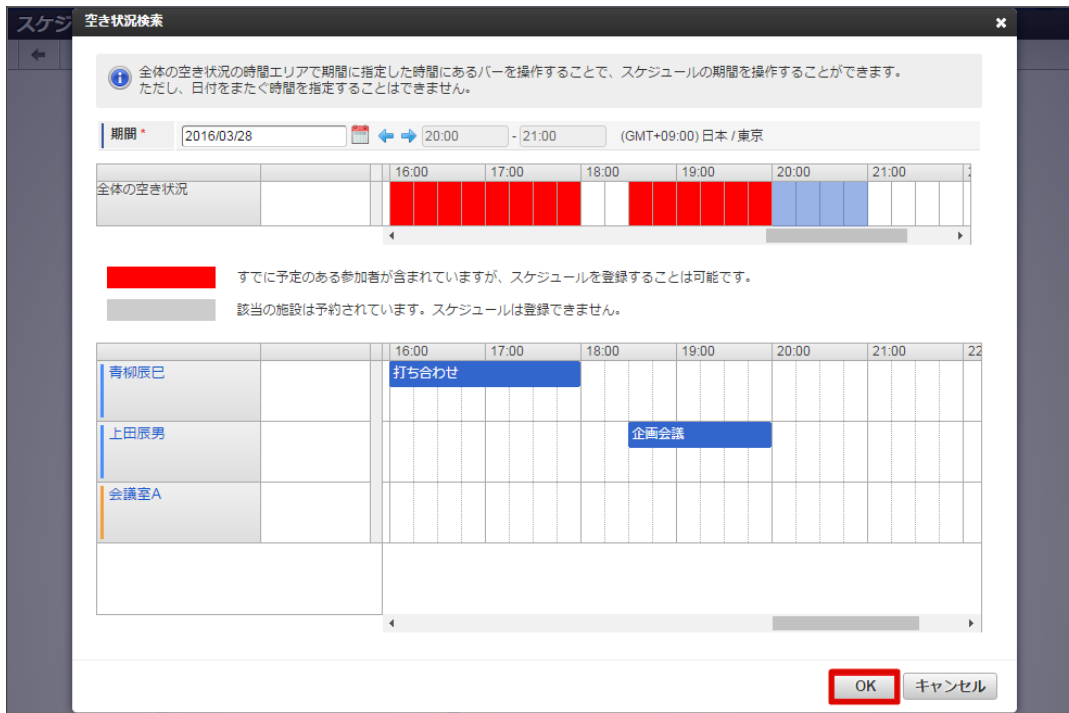 スケジ
空き状況検索
全体の空き状況の時間エリアで期間に指定した時間にあるバーを操作することで、スケジュールの期間を操作することができます。
ただし、日付をまたぐ時間を指定することはできません。
期間 * 2016/03/28 20:00 - 21:00 (GMT+09:00) 日本 / 東京
16:00 17:00 18:00 19:00 20:00 21:00
全体の空き状況
すでに予定のある参加者が含まれていますが、スケジュールを登録することは可能です。
該当の施設は予約されています。スケジュールは登録できません。
16:00 17:00 18:00 19:00 20:00 21:00 22
青柳辰巳 打ち合わせ
上田辰男 企画会議
会議室A
OK キャンセル